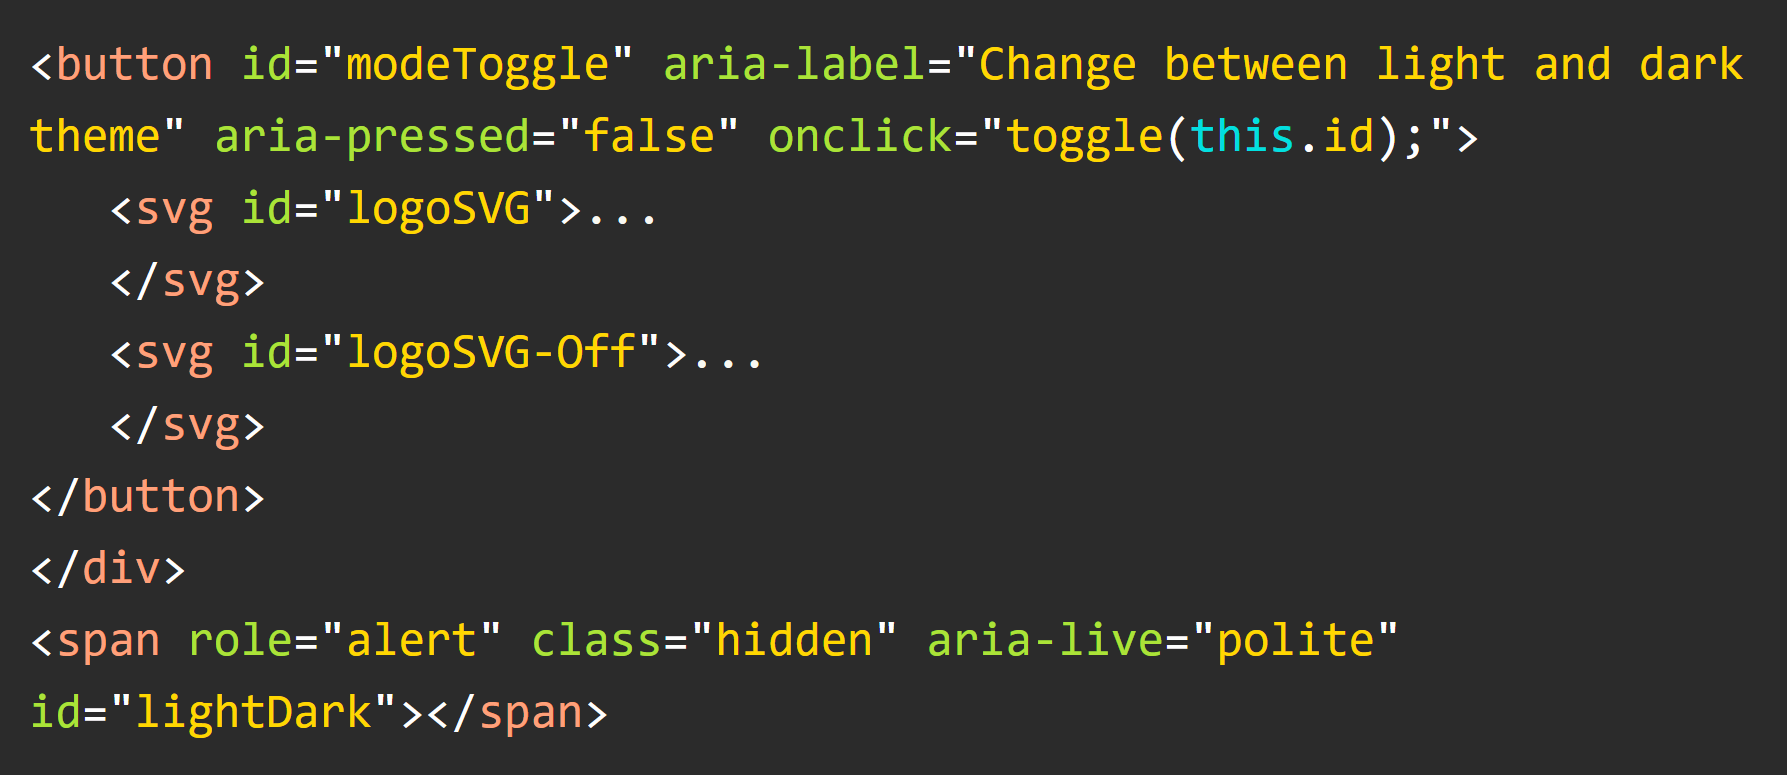 <button id="modeToggle" aria-label="Change between light and dark
theme" aria-pressed="false" onclick="toggle(this.id);">
<svg id="logoSVG">...
</svg>
<svg id="logoSVG-Off">...
</svg>
</button>
</div>
<span role="alert" class="hidden" aria-live="polite"
id="lightDark"></span>